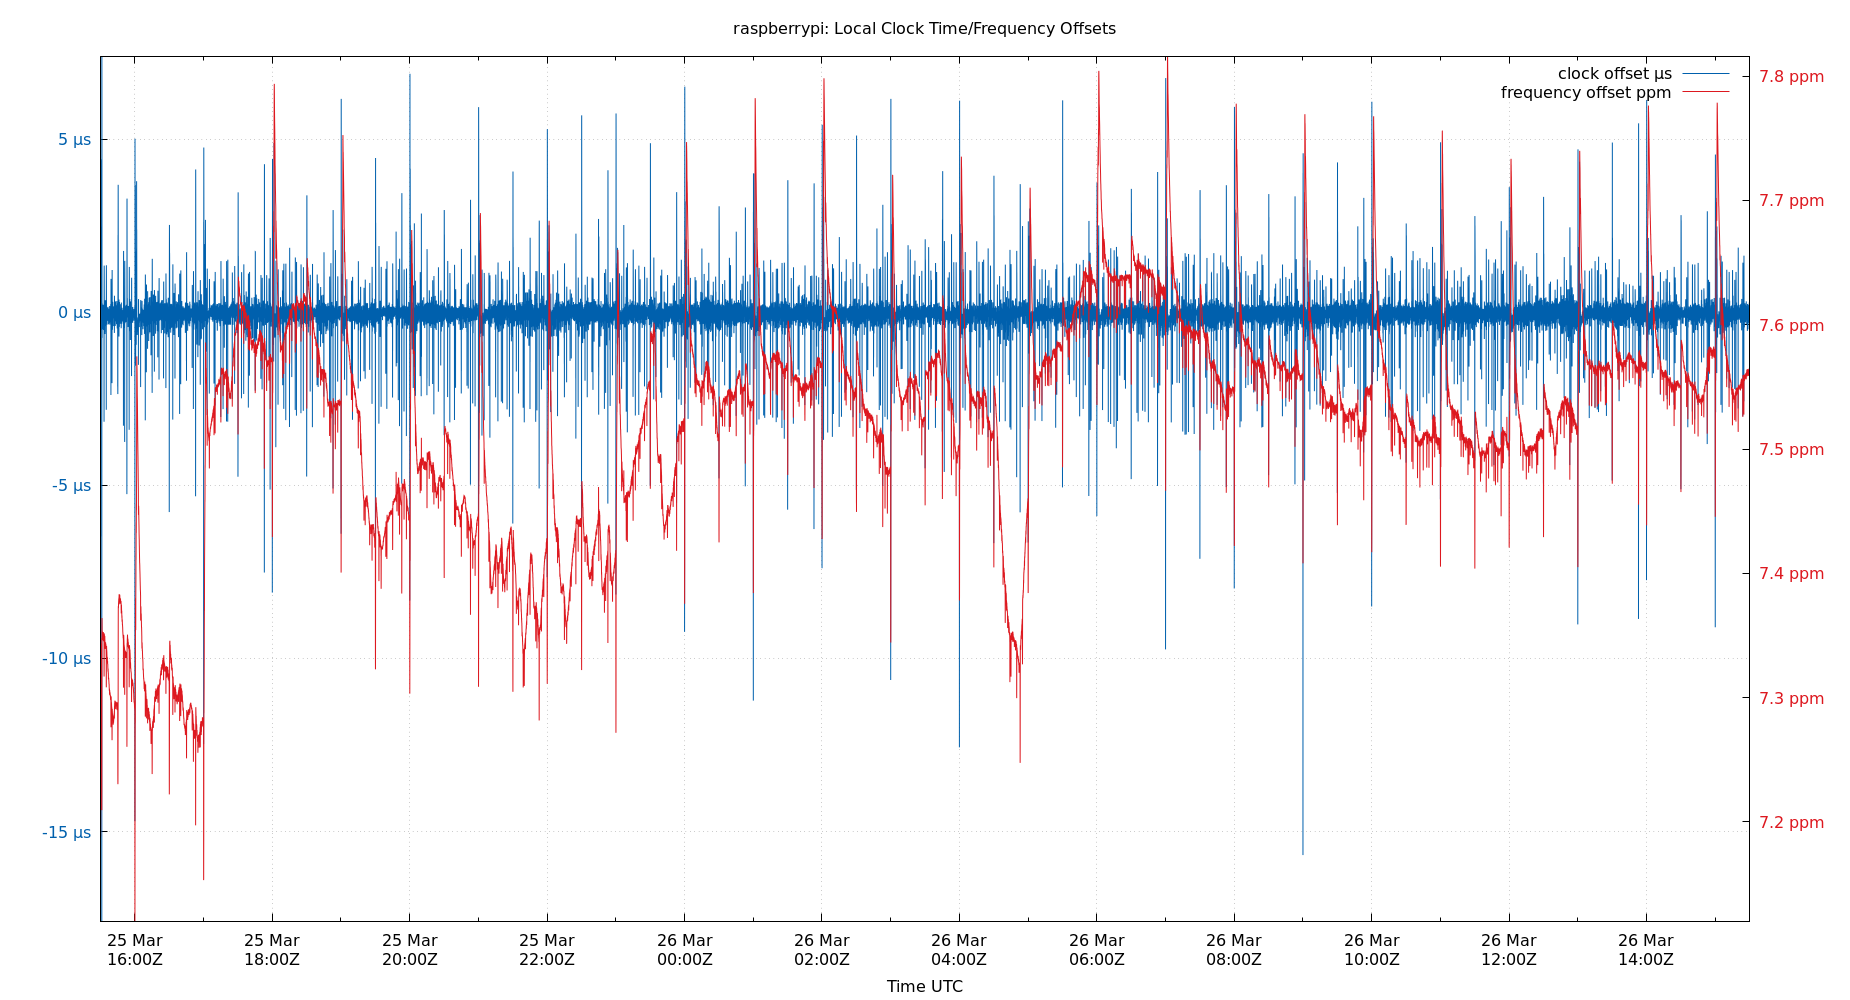 raspberrypi: Local Clock Time/Frequency Offsets
clock offset µs
frequency offset ppm
5 µs
0 µs
-5 µs
-10 µs
-15 µs
7.8 ppm
7.7 ppm
7.6 ppm
7.5 ppm
7.4 ppm
7.3 ppm
7.2 ppm
25 Mar 25 Mar 25 Mar 25 Mar 26 Mar 26 Mar 26 Mar 26 Mar 26 Mar 26 Mar 26 Mar 26 Mar
16:00Z 18:00Z 20:00Z 22:00Z 00:00Z 02:00Z 04:00Z 06:00Z 08:00Z 10:00Z 12:00Z 14:00Z
Time UTC